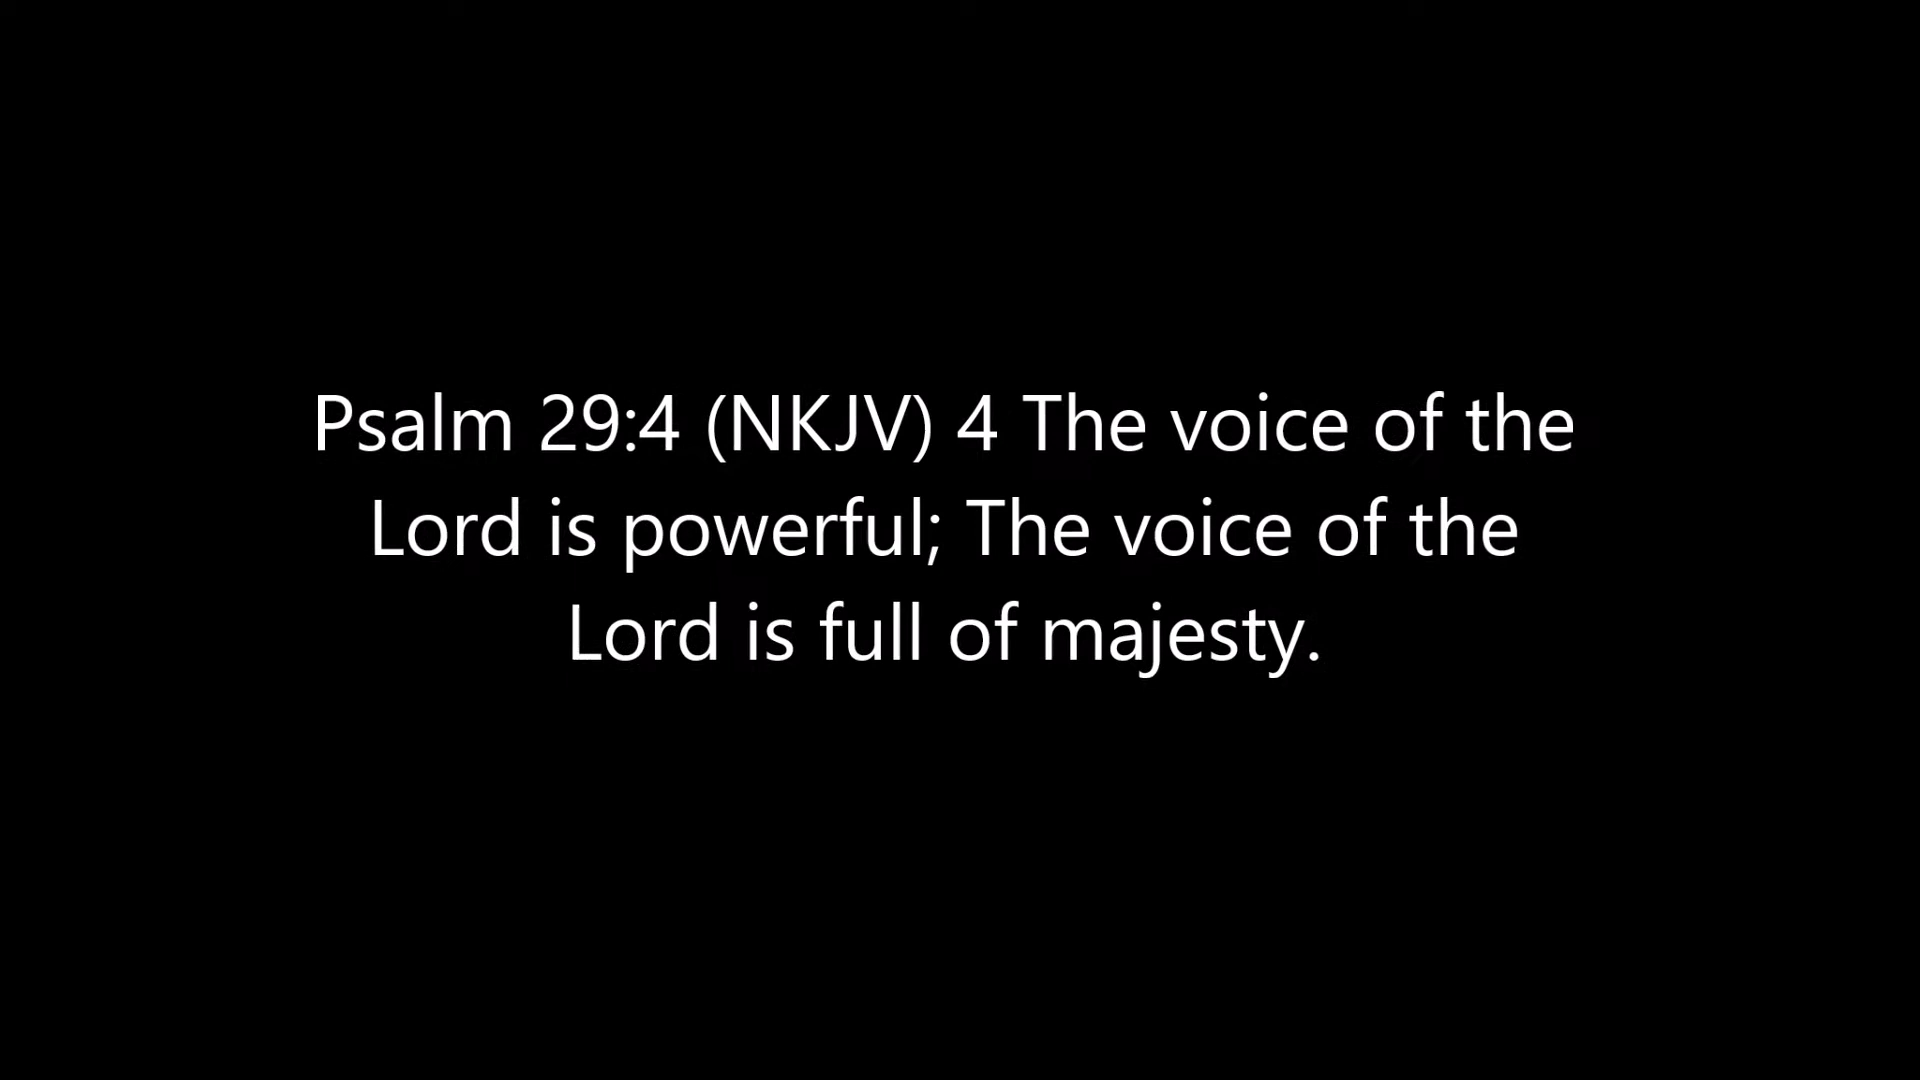 Psalm 29:4 (NKJV) 4 The voice of the
Lord is powerful; The voice of the
Lord is full of majesty.